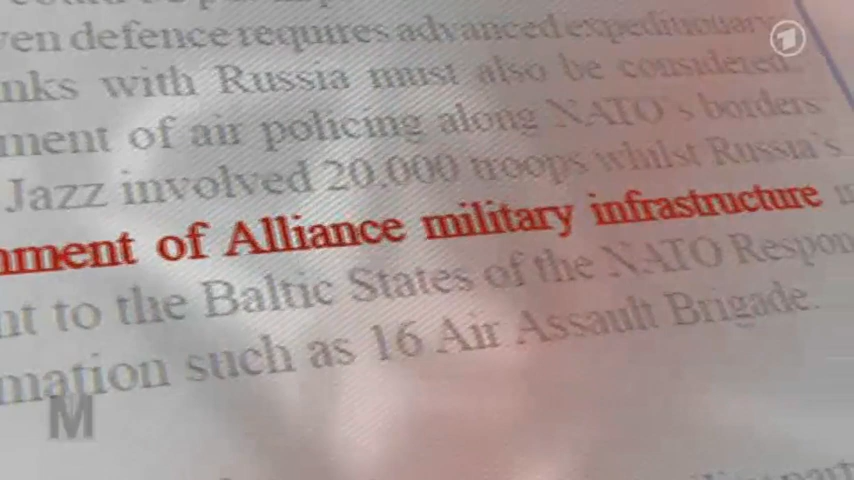 ven defence requires advanced expeditionary
nks with Russia must also be considered.
ment of air policing along NATO's borders
Jazz involved 20.000 troops whilst Russia's
nment of Alliance military infrastructure
nt to the Baltic States of the NATO Respon
mation such as 16 Air Assault Brigade.
1
M